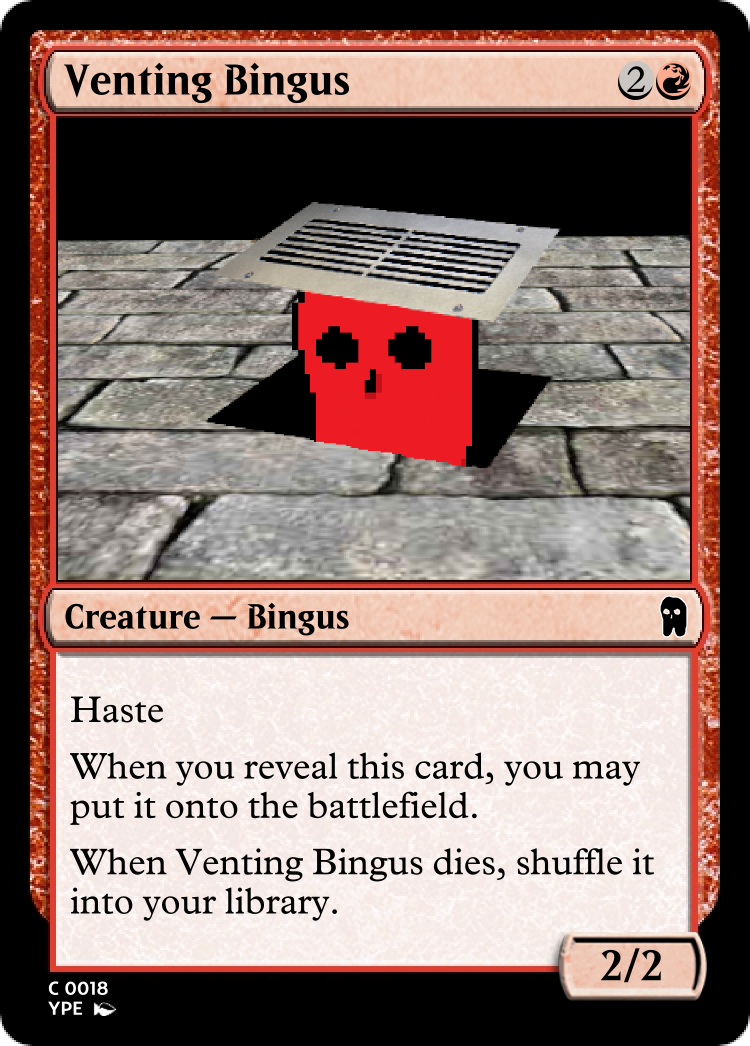 Venting Bingus 2
Creature — Bingus
Haste
When you reveal this card, you may
put it onto the battlefield.
When Venting Bingus dies, shuffle it
into your library.
2/2
C 0018
YPE